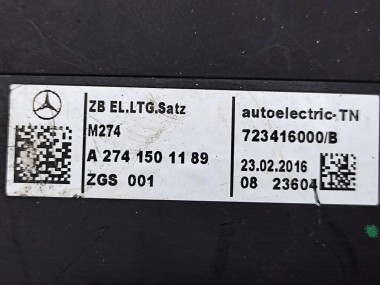 ZB EL.LTG.Satz
M274
A 274 150 11 89
ZGS 001
autoelectric-TN
723416000/B
23.02.2016
08 23604